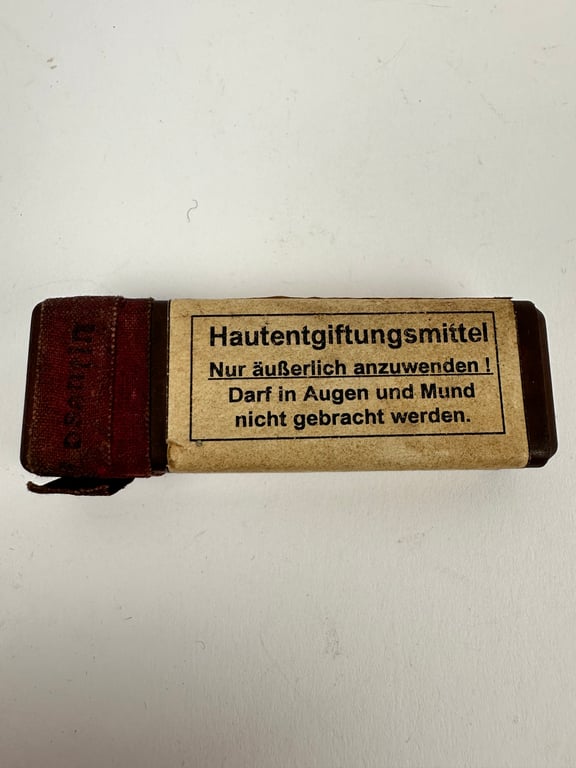 Hautentgiftungsmittel
Nur äußerlich anzuwenden !
Darf in Augen und Mund
nicht gebracht werden.